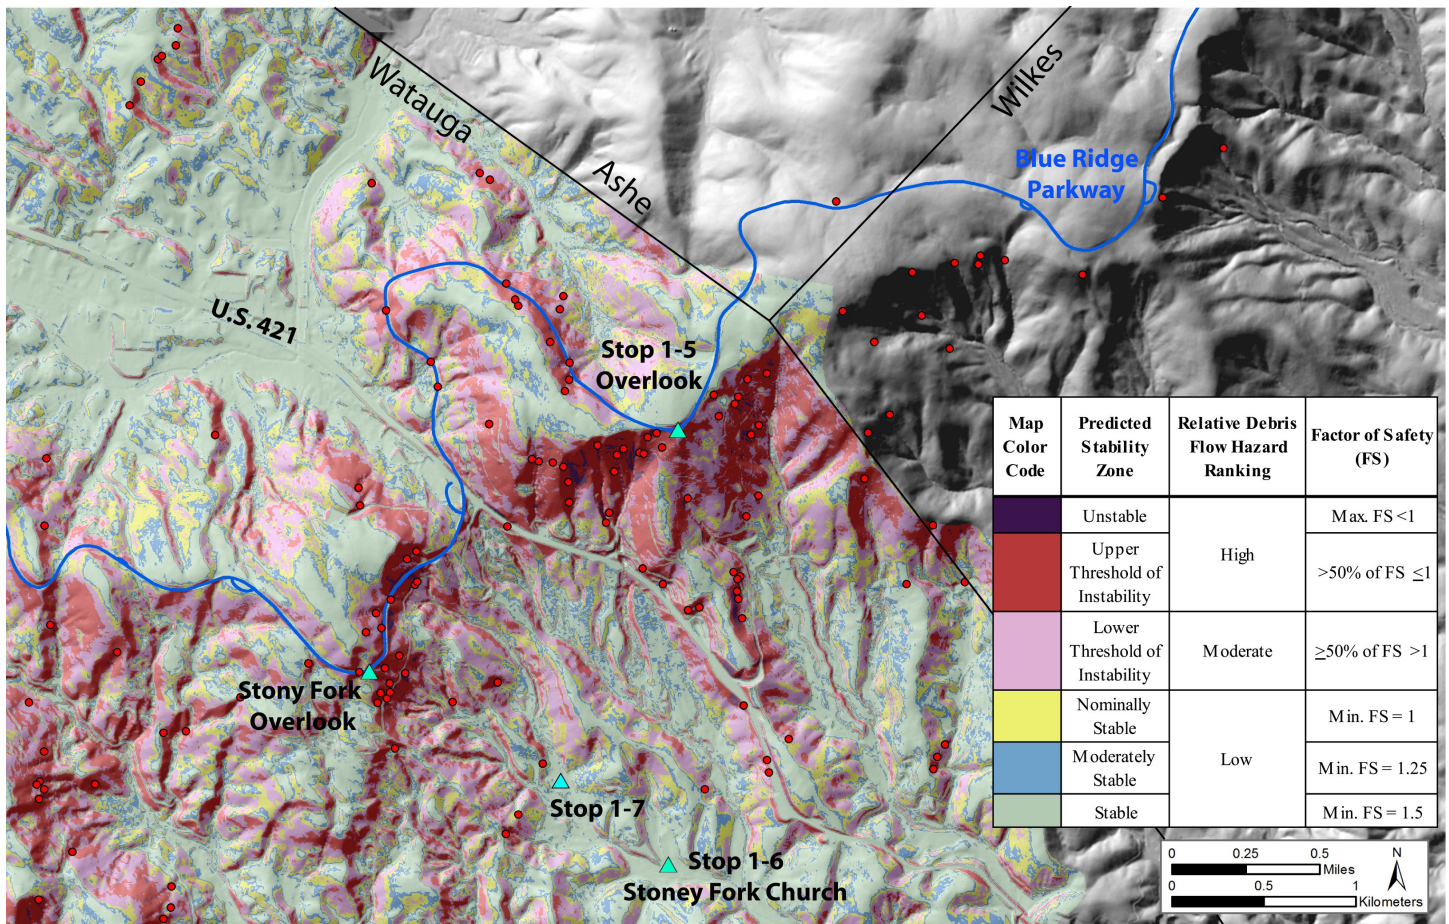 Watauga
Ashe
Wilkes
Blue Ridge
Parkway
U.S. 421
Stop 1-5
Overlook
Stony Fork
Overlook
Stop 1-7
Stop 1-6
Stoney Fork Church
Map
Color
Code
Predicted
Stability
Zone
Relative Debris
Flow Hazard
Ranking
Factor of Safety
(FS)
Unstable
High
Max. FS <1
Upper
Threshold of
Instability
>50% of FS ≤1
Lower
Threshold of
Instability
Moderate
≥50% of FS >1
Nominally
Stable
Low
Min. FS = 1
Moderately
Stable
Min. FS = 1.25
Stable
Min. FS = 1.5
0 0.25 0.5
Miles
0 0.5 1
Kilometers
N